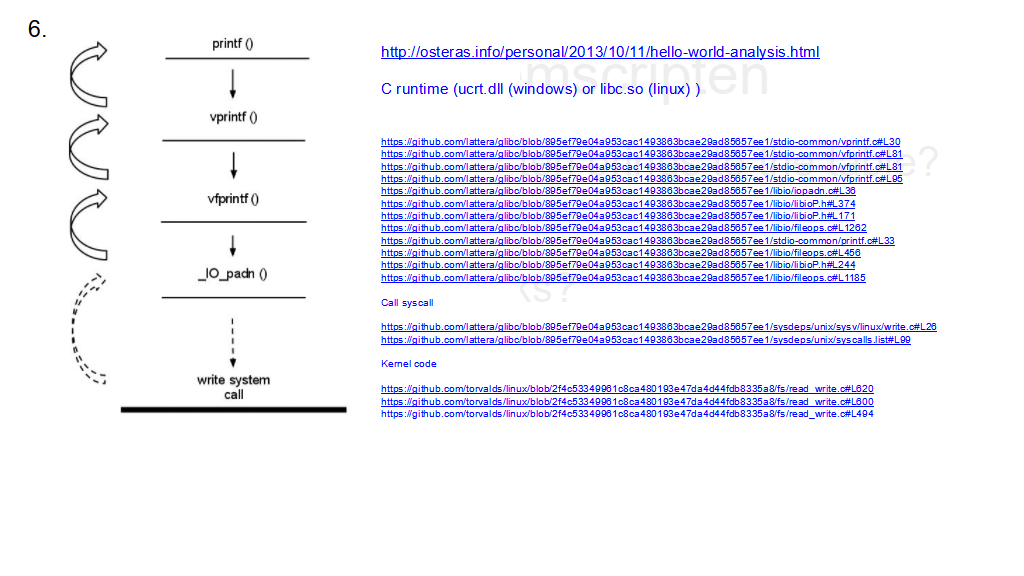 6.
printf ()
vprintf ()
vfprintf ()
_IO_padn ()
write system
call
http://osteras.info/personal/2013/10/11/hello-world-analysis.html
mscripten
C runtime (ucrt.dll (windows) or libc.so (linux) )
https://github.com/lattera/glibc/blob/895ef79e04a953cac1493863bcae29ad85657ee1/stdio-common/vprintf.c#L30
https://github.com/lattera/glibc/blob/895ef79e04a953cac1493863bcae29ad85657ee1/stdio-common/vfprintf.c#L81
https://github.com/lattera/glibc/blob/895ef79e04a953cac1493863bcae29ad85657ee1/stdio-common/vfprintf.c#L81
https://github.com/lattera/glibc/blob/895ef79e04a953cac1493863bcae29ad85657ee1/stdio-common/vfprintf.c#L95
https://github.com/lattera/glibc/blob/895ef79e04a953cac1493863bcae29ad85657ee1/libio/iopadn.c#L36
https://github.com/lattera/glibc/blob/895ef79e04a953cac1493863bcae29ad85657ee1/libio/libioP.h#L374
https://github.com/lattera/glibc/blob/895ef79e04a953cac1493863bcae29ad85657ee1/libio/libioP.h#L171
https://github.com/lattera/glibc/blob/895ef79e04a953cac1493863bcae29ad85657ee1/libio/fileops.c#L1262
https://github.com/lattera/glibc/blob/895ef79e04a953cac1493863bcae29ad85657ee1/stdio-common/printf.c#L33
https://github.com/lattera/glibc/blob/895ef79e04a953cac1493863bcae29ad85657ee1/libio/fileops.c#L456
https://github.com/lattera/glibc/blob/895ef79e04a953cac1493863bcae29ad85657ee1/libio/libioP.h#L244
https://github.com/lattera/glibc/blob/895ef79e04a953cac1493863bcae29ad85657ee1/libio/fileops.c#L1185
Call syscall
https://github.com/lattera/glibc/blob/895ef79e04a953cac1493863bcae29ad85657ee1/sysdeps/unix/sysv/linux/write.c#L26
https://github.com/lattera/glibc/blob/895ef79e04a953cac1493863bcae29ad85657ee1/sysdeps/unix/syscalls.list#L99
Kernel code
https://github.com/torvalds/linux/blob/2f4c53349961c8ca480193e47da4d44fdb8335a8/fs/read_write.c#L620
https://github.com/torvalds/linux/blob/2f4c53349961c8ca480193e47da4d44fdb8335a8/fs/read_write.c#L600
https://github.com/torvalds/linux/blob/2f4c53349961c8ca480193e47da4d44fdb8335a8/fs/read_write.c#L494